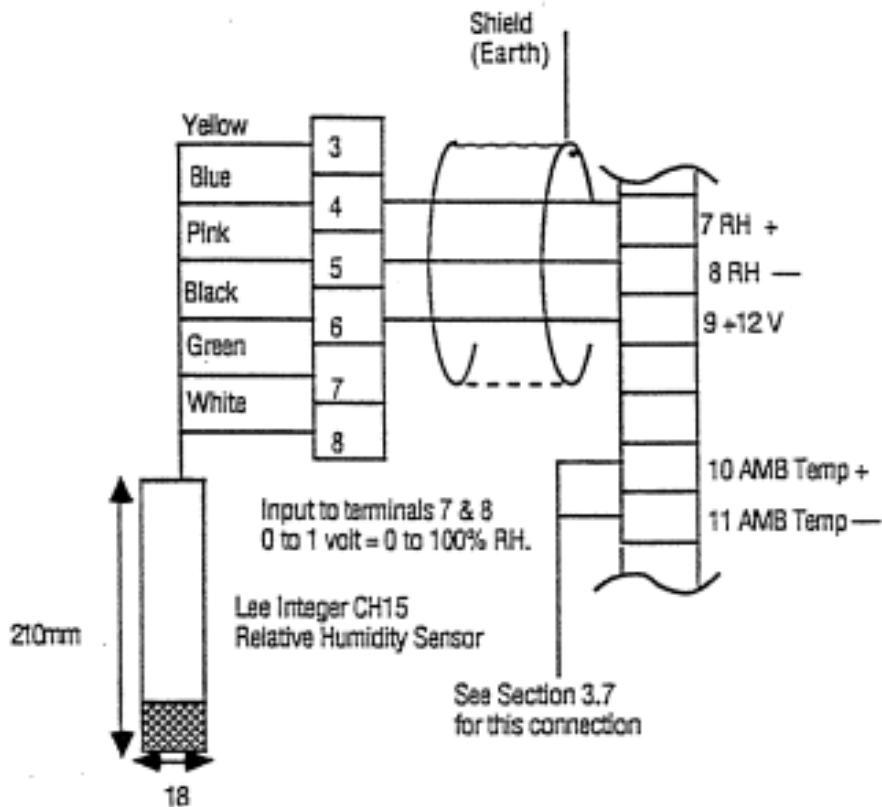 Shield
(Earth)
Yellow
Blue
Pink
Black
Green
White
3
4
5
6
7
8
7 RH +
8 RH —
9 +12 V
10 AMB Temp +
11 AMB Temp —
Input to terminals 7 & 8
0 to 1 volt = 0 to 100% RH.
Lee Integer CH15
Relative Humidity Sensor
210mm
18
See Section 3.7
for this connection